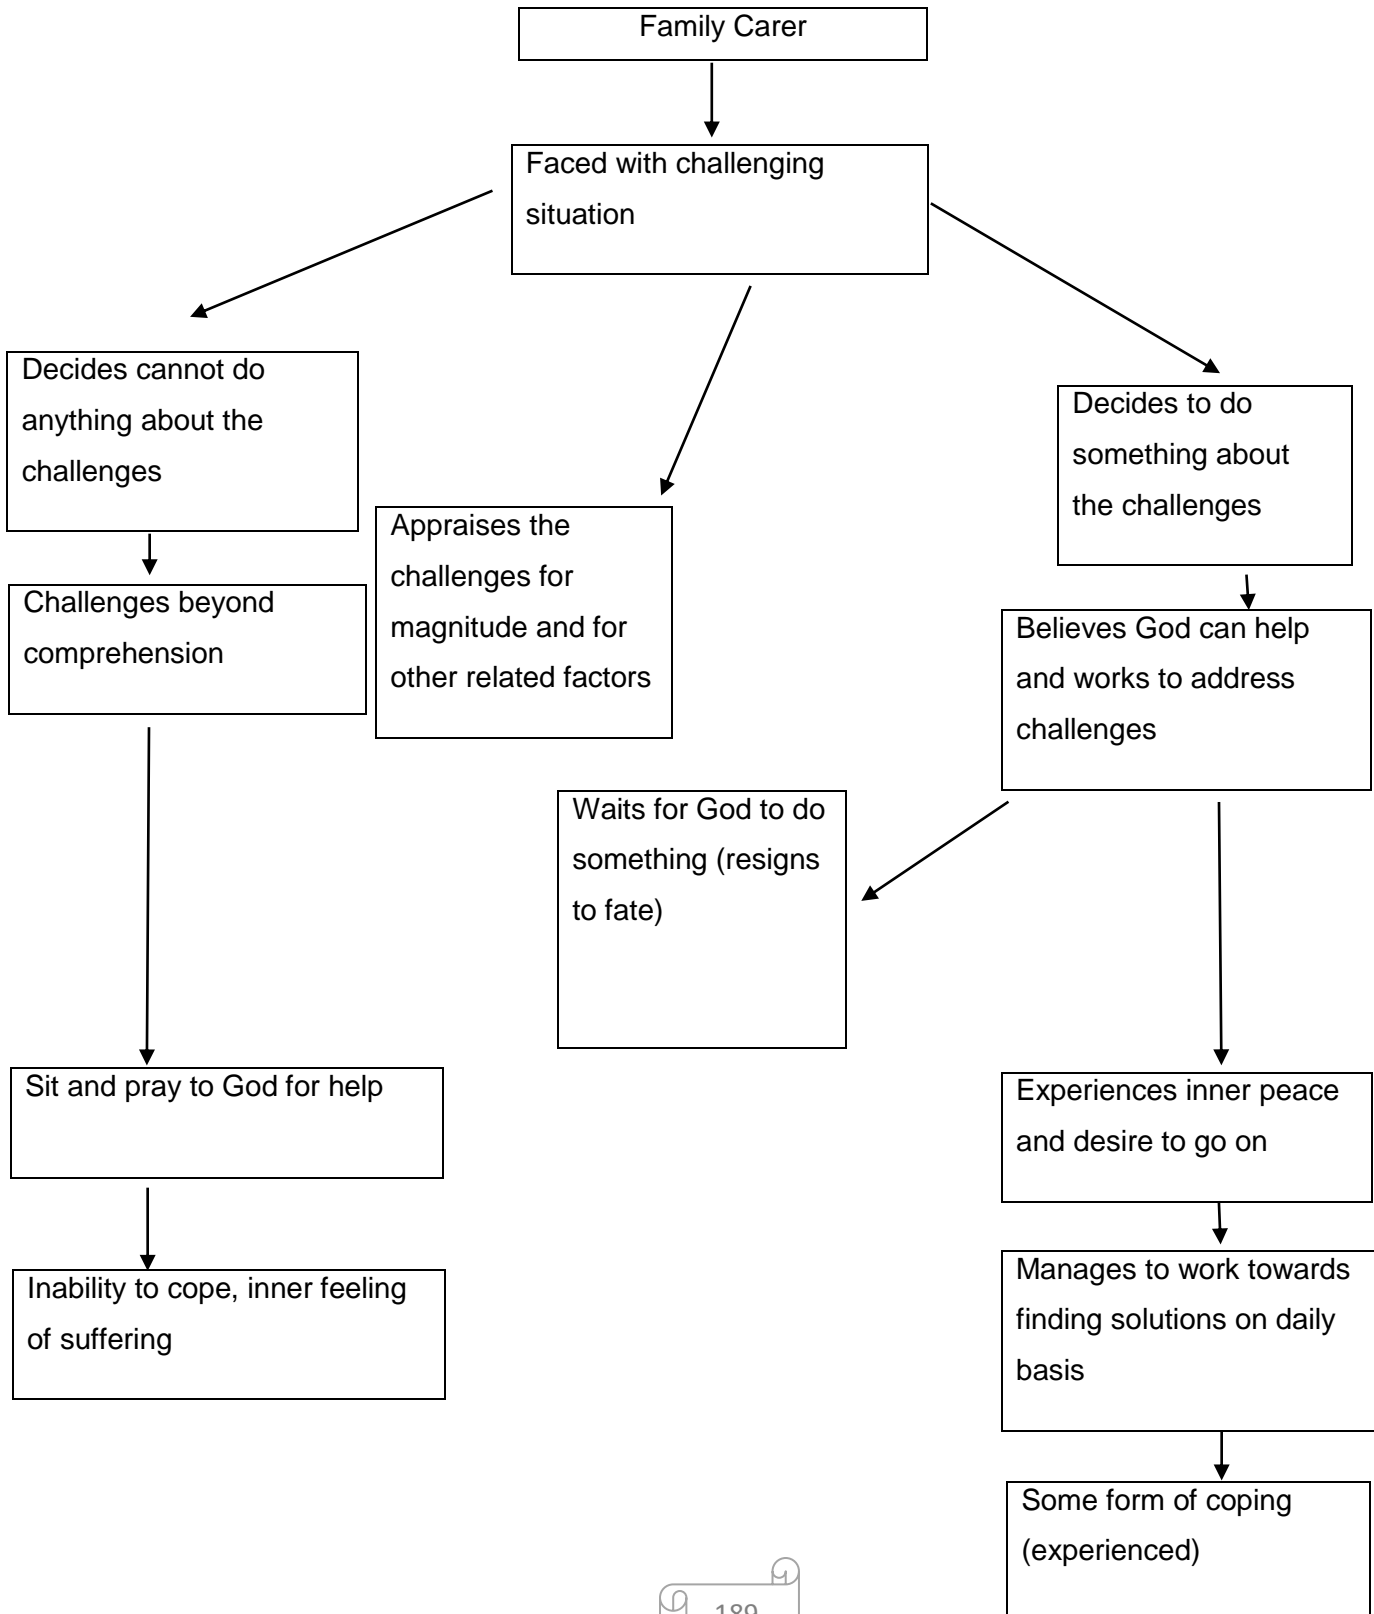 Family Carer
Faced with challenging
situation
Decides cannot do
anything about the
challenges
Decides to do
something about
the challenges
Appraises the
challenges for
magnitude and for
other related factors
Challenges beyond
comprehension
Believes God can help
and works to address
challenges
Waits for God to do
something (resigns
to fate)
Sit and pray to God for help
Experiences inner peace
and desire to go on
Inability to cope, inner feeling
of suffering
Manages to work towards
finding solutions on daily
basis
Some form of coping
(experienced)
189